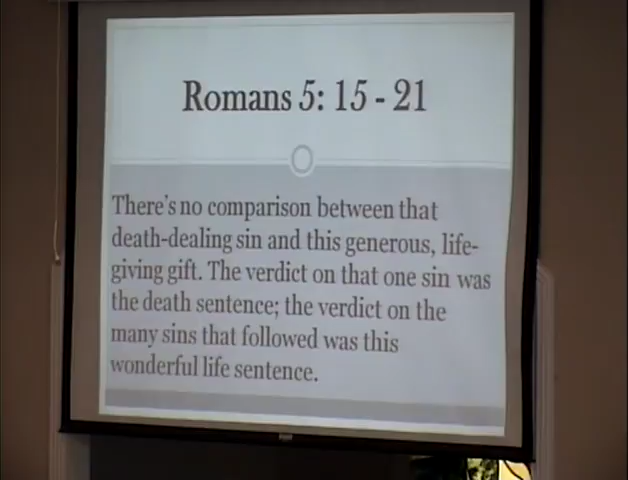 Romans 5: 15 - 21
There's no comparison between that
death-dealing sin and this generous, life-
giving gift. The verdict on that one sin was
the death sentence; the verdict on the
many sins that followed was this
wonderful life sentence.